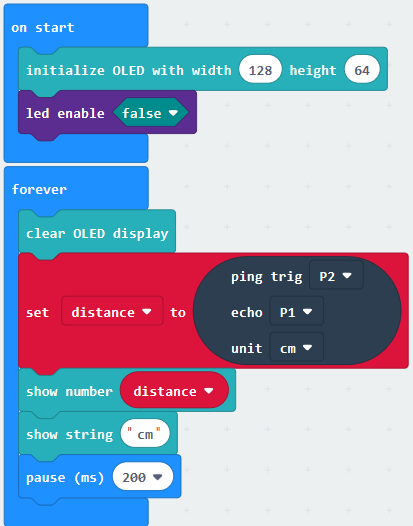 on start
initialize OLED with width 128 height 64
led enable false
forever
clear OLED display
ping trig P2
set distance to echo P1
unit cm
show number distance
show string "cm"
pause (ms) 200